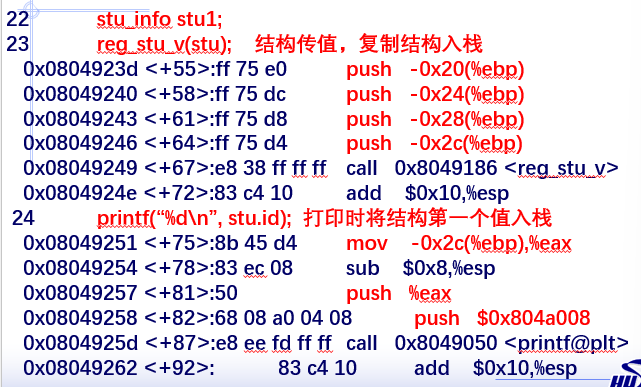 22 stu_info stu1;
23 reg_stu_v(stu); 结构传值，复制结构入栈
0x0804923d <+55>:ff 75 e0 push -0x20(%ebp)
0x08049240 <+58>:ff 75 dc push -0x24(%ebp)
0x08049243 <+61>:ff 75 d8 push -0x28(%ebp)
0x08049246 <+64>:ff 75 d4 push -0x2c(%ebp)
0x08049249 <+67>:e8 38 ff ff ff call 0x8049186 <reg_stu_v>
0x0804924e <+72>:83 c4 10 add $0x10,%esp
24 printf(“%d\n”, stu.id); 打印时将结构第一个值入栈
0x08049251 <+75>:8b 45 d4 mov -0x2c(%ebp),%eax
0x08049254 <+78>:83 ec 08 sub $0x8,%esp
0x08049257 <+81>:50 push %eax
0x08049258 <+82>:68 08 a0 04 08 push $0x804a008
0x0804925d <+87>:e8 ee fd ff ff call 0x8049050 <printf@plt>
0x08049262 <+92>: 83 c4 10 add $0x10,%esp